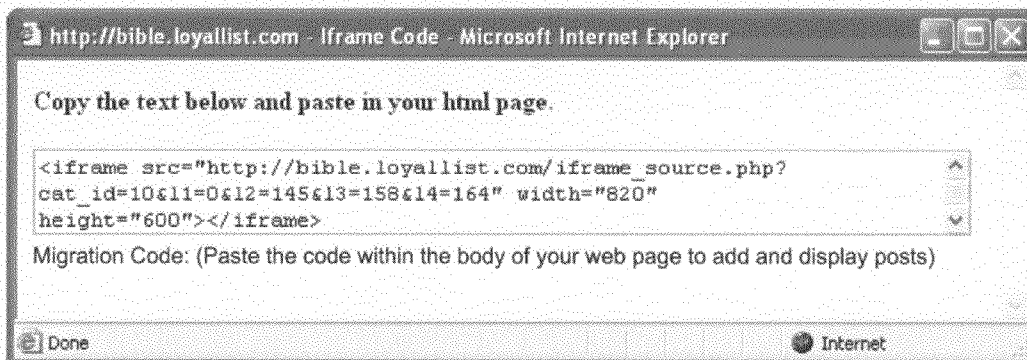 http://bible.loyallist.com - Iframe Code - Microsoft Internet Explorer
Copy the text below and paste in your html page.
<iframe src="http://bible.loyallist.com/iframe_source.php?
cat_id=10&l1=0&l2=145&l3=158&l4=164" width="820"
height="600"></iframe>
Migration Code: (Paste the code within the body of your web page to add and display posts)
Done
Internet